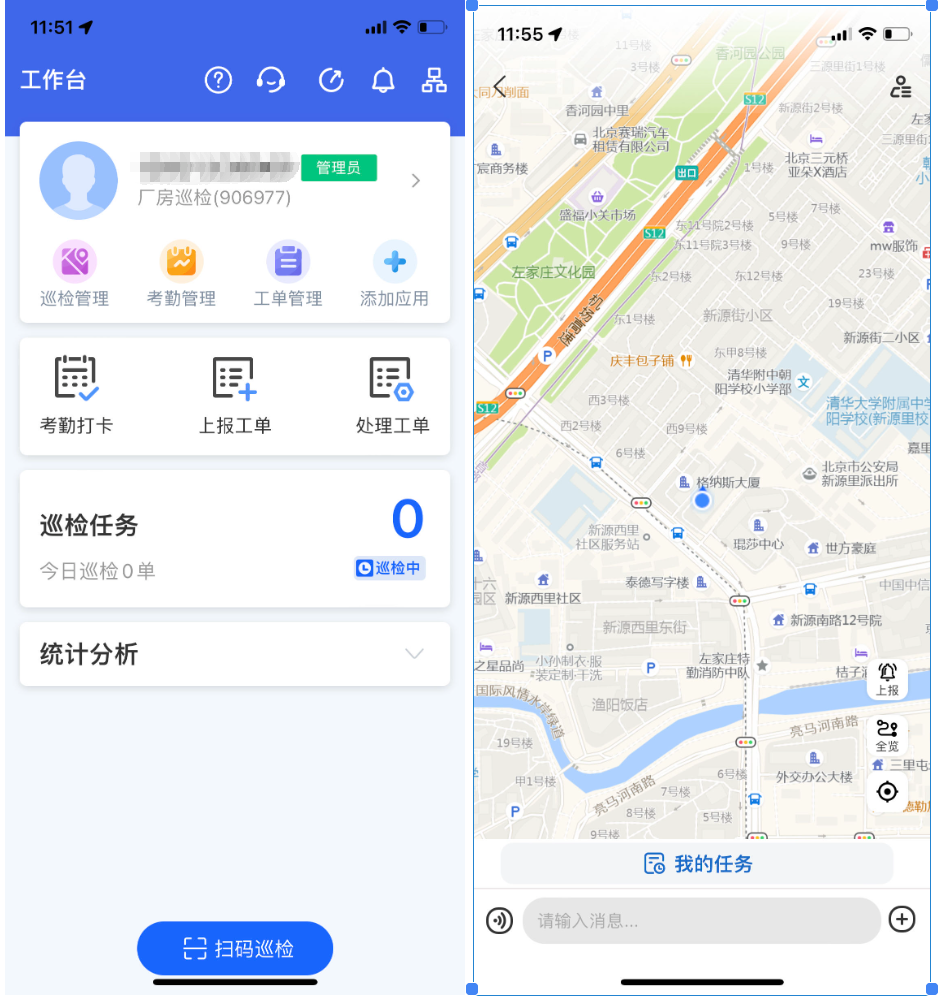 11:51
工作台
管理员
厂房巡检(906977)
巡检管理
考勤管理
工单管理
添加应用
考勤打卡
上报工单
处理工单
巡检任务
0
今日巡检0单
巡检中
统计分析
扫码巡检
11:55
11号楼
3号楼
香河园公园
三源里街1号楼
同刀削面
香河园中里
S12
新源街2号楼
北京赛瑞汽车
租赁有限公司
三源里街
宸商务楼
出口
1号楼
北京三元桥
亚朵X酒店
盛福小关市场
S12
东11号院2号楼
5号楼
7号楼
东11号院3号楼
9号楼
mw服饰
左家庄文化园
东2号楼
东12号楼
23号楼
机场高速
19号楼
东1号楼
新源街小区
新源街二小区
P
庆丰包子铺
东甲8号楼
清华附中朝
阳学校小学部
文
西3号楼
清华大学附属中学
阳学校(新源里校
S12
西2号楼
西9号楼
6号楼
嘉里
北京市公安局
新源里派出所
格纳斯大厦
新源西里
社区服务站
琨莎中心
世方豪庭
十六
园区
新源西里社区
泰德写字楼
中国中信
新源南路12号院
新源西里东街
之星品尚
小孙制衣·服
装定制·干洗
P
左家庄特
勤消防中队
桔子
上报
国际风情水岸绿道
渔阳饭店
亮马河南路
全览
19号楼
三里屯
甲1号楼
6号楼
外交办公大楼
亮马河南路
7号楼
P
8号楼
5号楼
9号楼
我的任务
请输入消息...